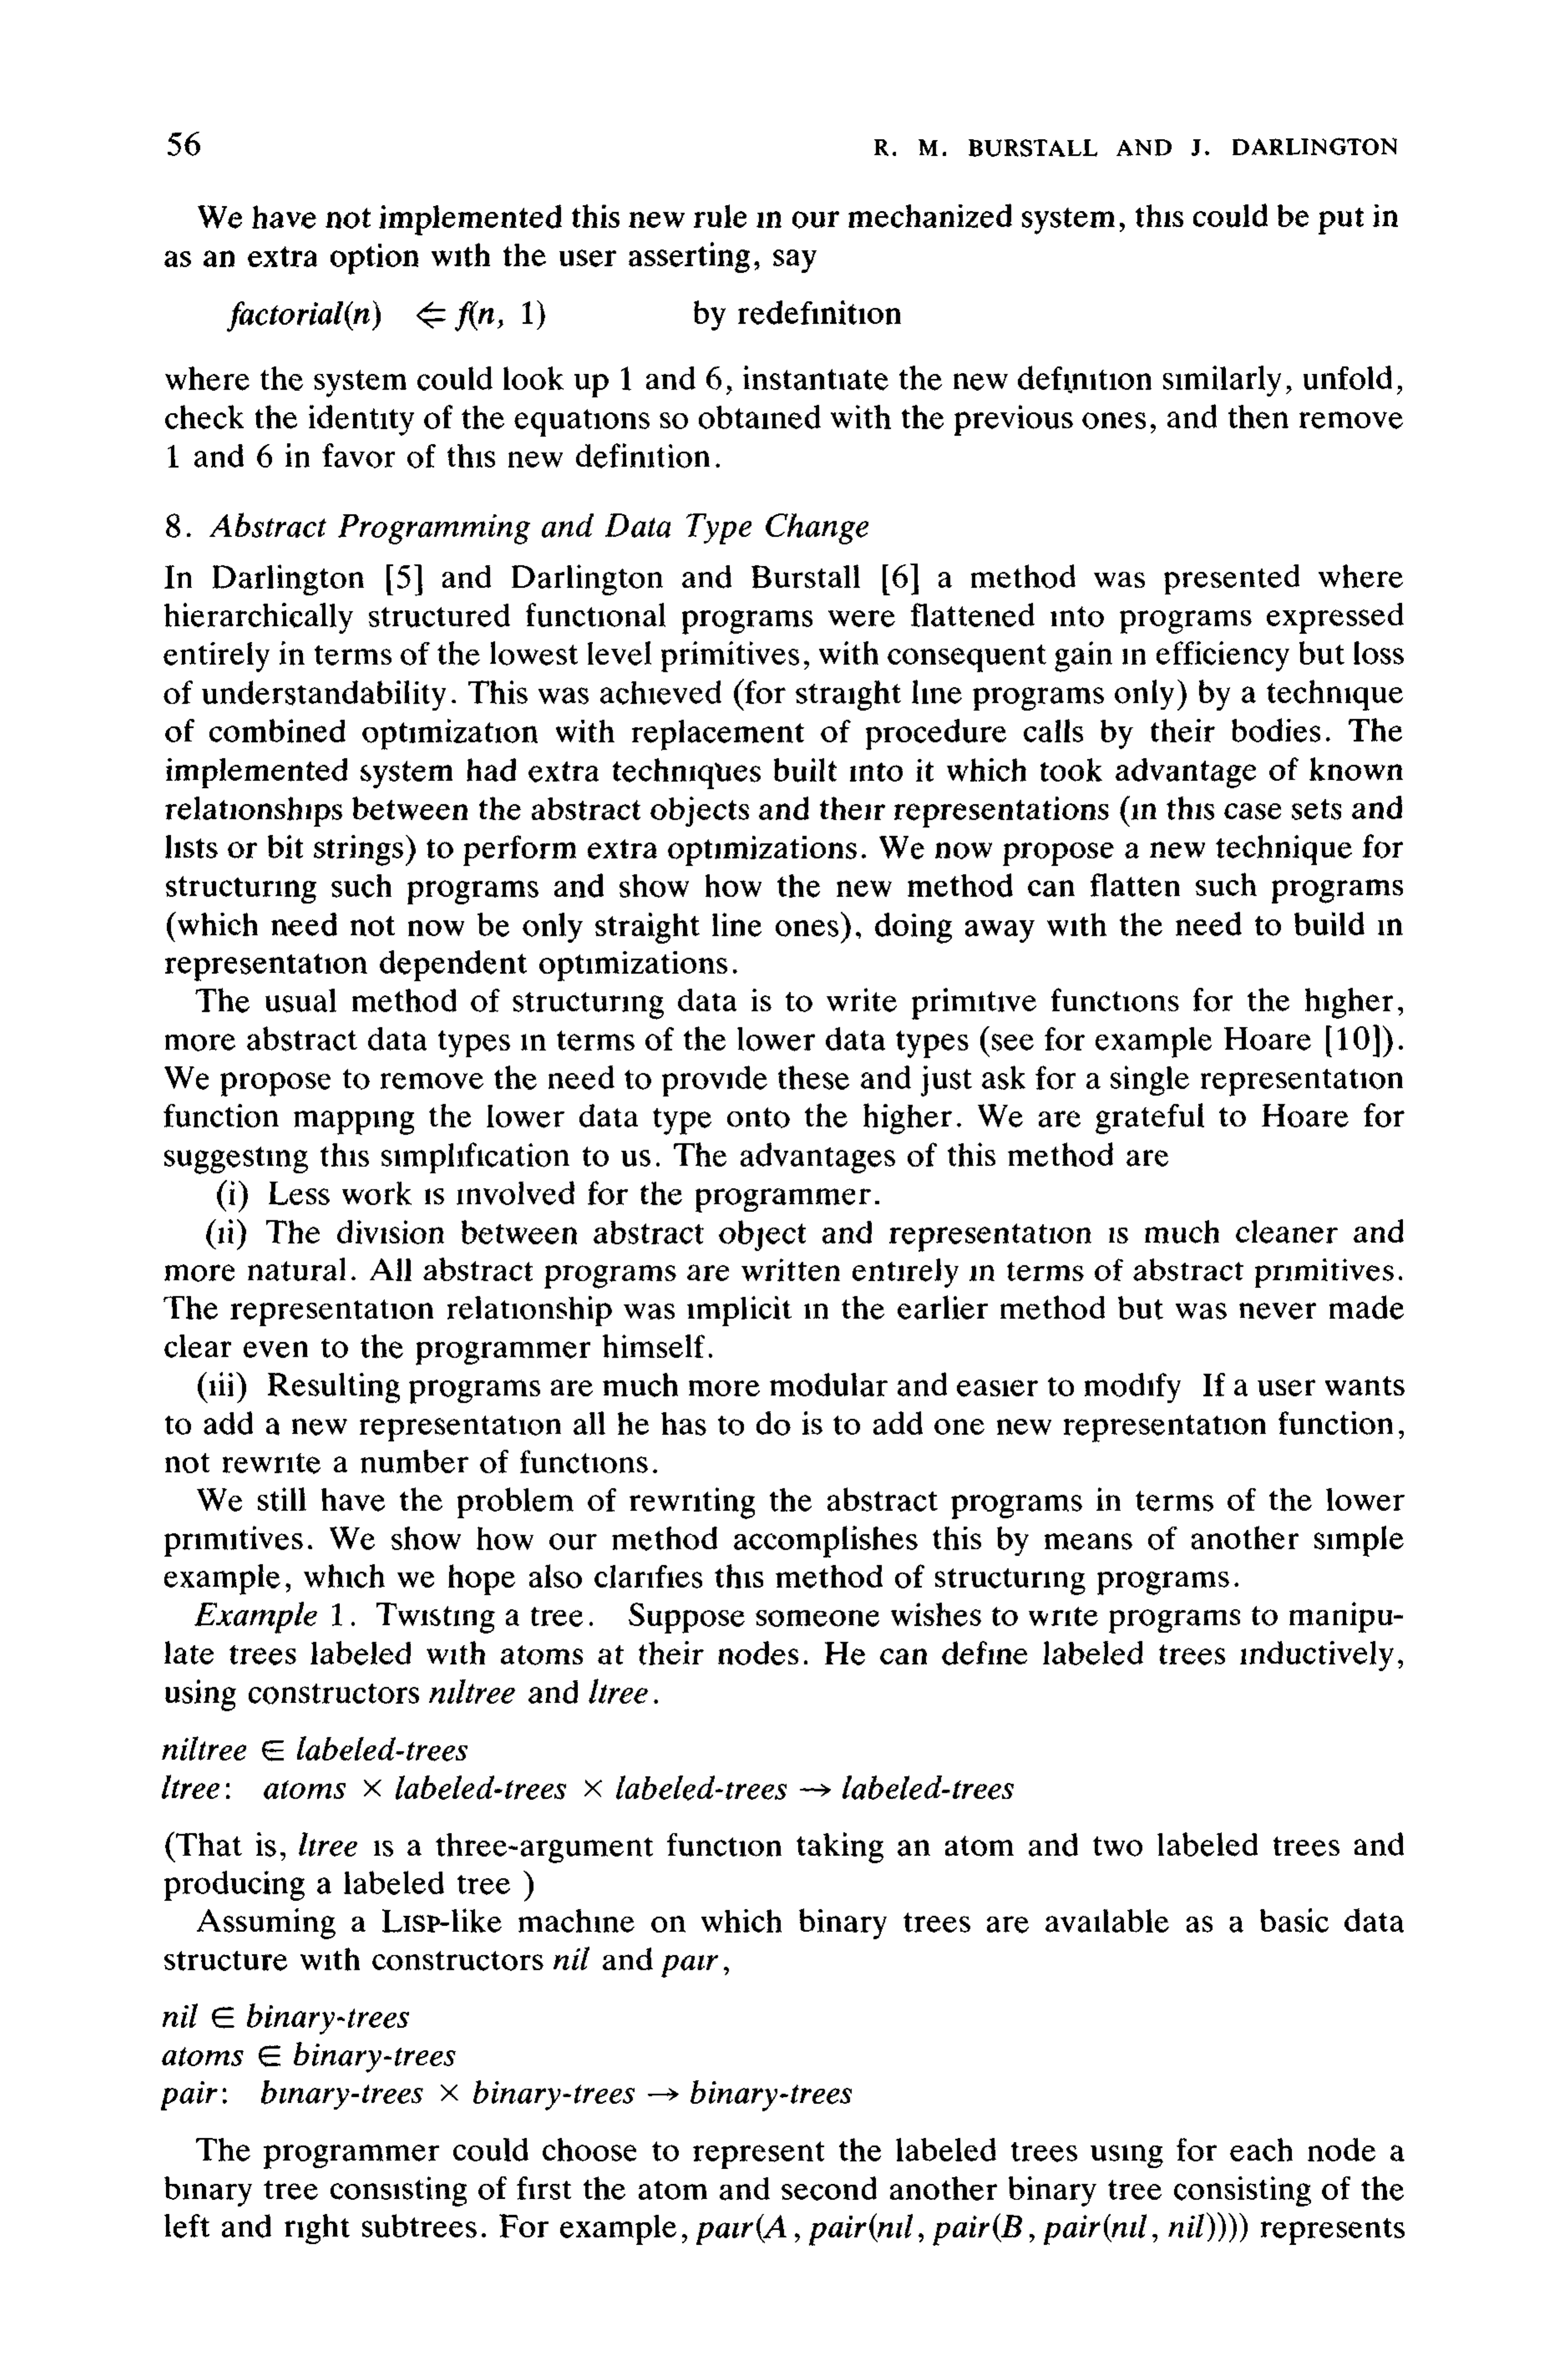 56 R. M. BURSTALL AND J. DARLINGTON
We have not implemented this new rule in our mechanized system, this could be put in
as an extra option with the user asserting, say
factorial(n) ⇐ f(n, 1) by redefinition
where the system could look up 1 and 6, instantiate the new definition similarly, unfold,
check the identity of the equations so obtained with the previous ones, and then remove
1 and 6 in favor of this new definition.
8. Abstract Programming and Data Type Change
In Darlington [5] and Darlington and Burstall [6] a method was presented where
hierarchically structured functional programs were flattened into programs expressed
entirely in terms of the lowest level primitives, with consequent gain in efficiency but loss
of understandability. This was achieved (for straight line programs only) by a technique
of combined optimization with replacement of procedure calls by their bodies. The
implemented system had extra techniques built into it which took advantage of known
relationships between the abstract objects and their representations (in this case sets and
lists or bit strings) to perform extra optimizations. We now propose a new technique for
structuring such programs and show how the new method can flatten such programs
(which need not now be only straight line ones), doing away with the need to build in
representation dependent optimizations.
The usual method of structuring data is to write primitive functions for the higher,
more abstract data types in terms of the lower data types (see for example Hoare [10]).
We propose to remove the need to provide these and just ask for a single representation
function mapping the lower data type onto the higher. We are grateful to Hoare for
suggesting this simplification to us. The advantages of this method are
(i) Less work is involved for the programmer.
(ii) The division between abstract object and representation is much cleaner and
more natural. All abstract programs are written entirely in terms of abstract primitives.
The representation relationship was implicit in the earlier method but was never made
clear even to the programmer himself.
(iii) Resulting programs are much more modular and easier to modify If a user wants
to add a new representation all he has to do is to add one new representation function,
not rewrite a number of functions.
We still have the problem of rewriting the abstract programs in terms of the lower
primitives. We show how our method accomplishes this by means of another simple
example, which we hope also clarifies this method of structuring programs.
Example 1. Twisting a tree. Suppose someone wishes to write programs to manipu-
late trees labeled with atoms at their nodes. He can define labeled trees inductively,
using constructors niltree and ltree.
niltree ∈ labeled-trees
ltree: atoms × labeled-trees × labeled-trees → labeled-trees
(That is, ltree is a three-argument function taking an atom and two labeled trees and
producing a labeled tree )
Assuming a LISP-like machine on which binary trees are available as a basic data
structure with constructors nil and pair,
nil ∈ binary-trees
atoms ∈ binary-trees
pair: binary-trees × binary-trees → binary-trees
The programmer could choose to represent the labeled trees using for each node a
binary tree consisting of first the atom and second another binary tree consisting of the
left and right subtrees. For example, pair(A, pair(nil, pair(B, pair(nil, nil)))) represents